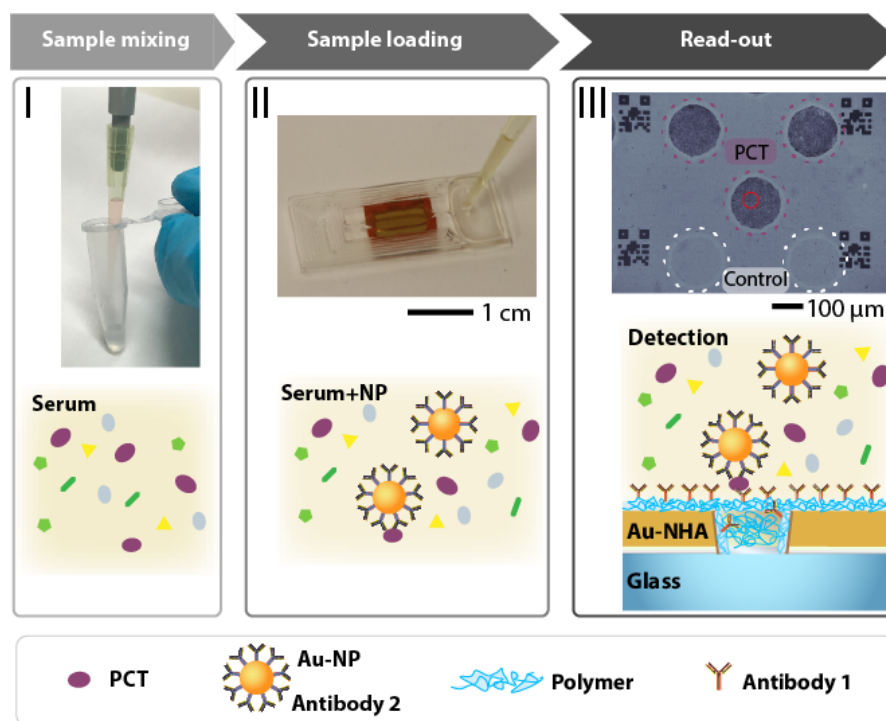 Sample mixing
Sample loading
Read-out
I
II
III
PCT
Control
1 cm
100 µm
Serum
Serum+NP
Detection
Au-NHA
Glass
PCT
Au-NP
Antibody 2
Polymer
Antibody 1